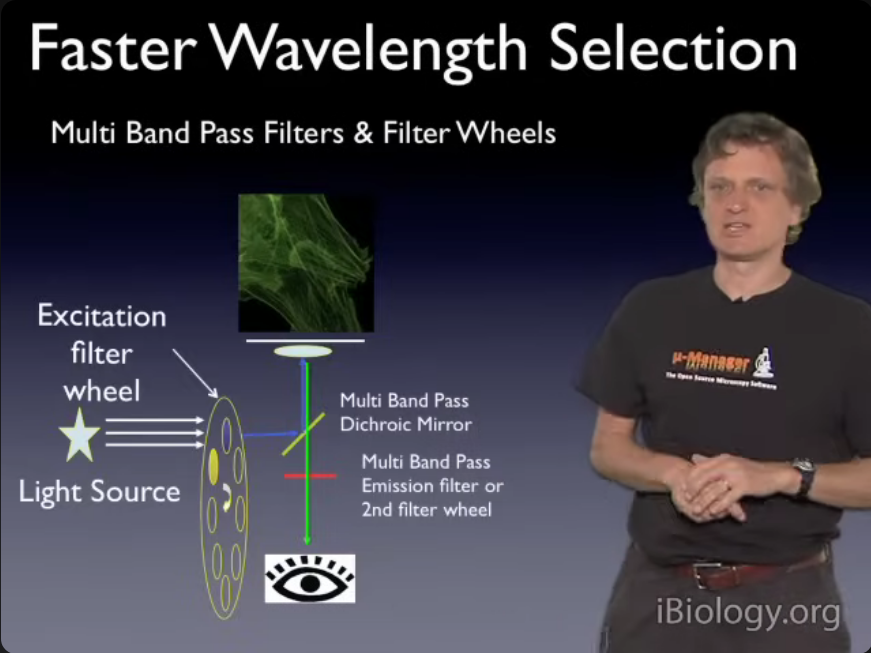 Faster Wavelength Selection
Multi Band Pass Filters & Filter Wheels
Excitation
filter
wheel
Light Source
Multi Band Pass
Dichroic Mirror
Multi Band Pass
Emission filter or
2nd filter wheel
µ-Manager
The Open Source Microscopy Software
iBiology.org